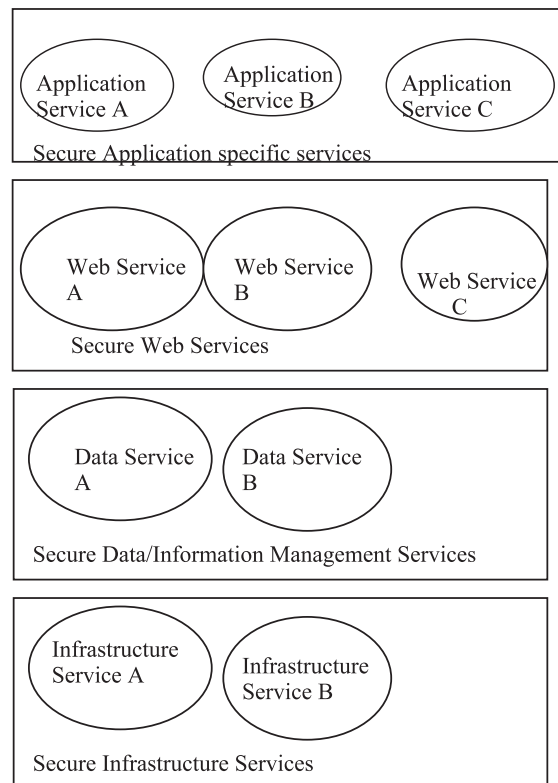 Application
Service A
Application
Service B
Application
Service C
Secure Application specific services
Web Service
A
Web Service
B
Web Service
C
Secure Web Services
Data Service
A
Data Service
B
Secure Data/Information Management Services
Infrastructure
Service A
Infrastructure
Service B
Secure Infrastructure Services